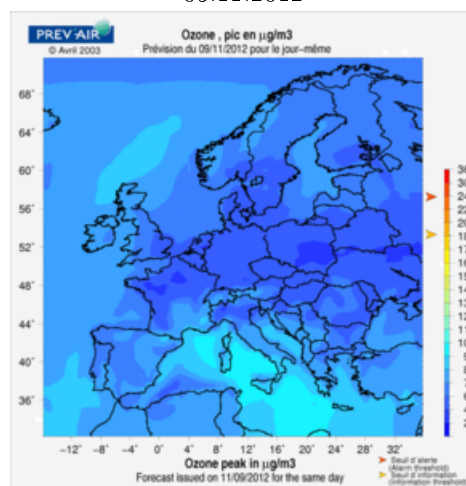 PREV'AIR
© Avril 2003
Ozone , pic en µg/m3
Prévision du 09/11/2012 pour le jour-même
68°
64°
60°
56°
52°
48°
44°
40°
36°
-12° -8° -4° 0° 4° 8° 12° 16° 20° 24° 28° 32°
Ozone peak in µg/m3
Forecast issued on 11/09/2012 for the same day
Seuil d'alerte
(Alarm threshold)
Seuil d'information
(Information threshold)